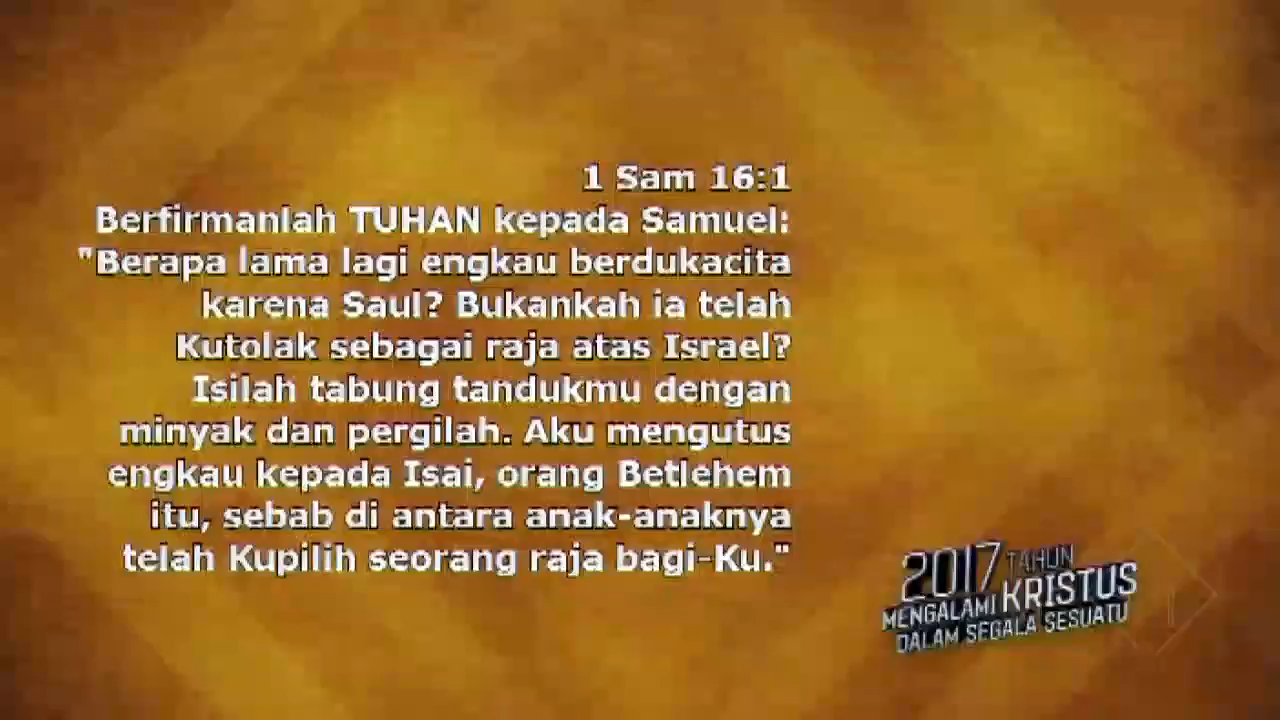 1 Sam 16:1
Berfirmanlah TUHAN kepada Samuel:
"Berapa lama lagi engkau berdukacita
karena Saul? Bukankah ia telah
Kutolak sebagai raja atas Israel?
Isilah tabung tandukmu dengan
minyak dan pergilah. Aku mengutus
engkau kepada Isai, orang Betlehem
itu, sebab di antara anak-anaknya
telah Kupilih seorang raja bagi-Ku."
2017 TAHUN
MENGALAMI KRISTUS
DALAM SEGALA SESUATU